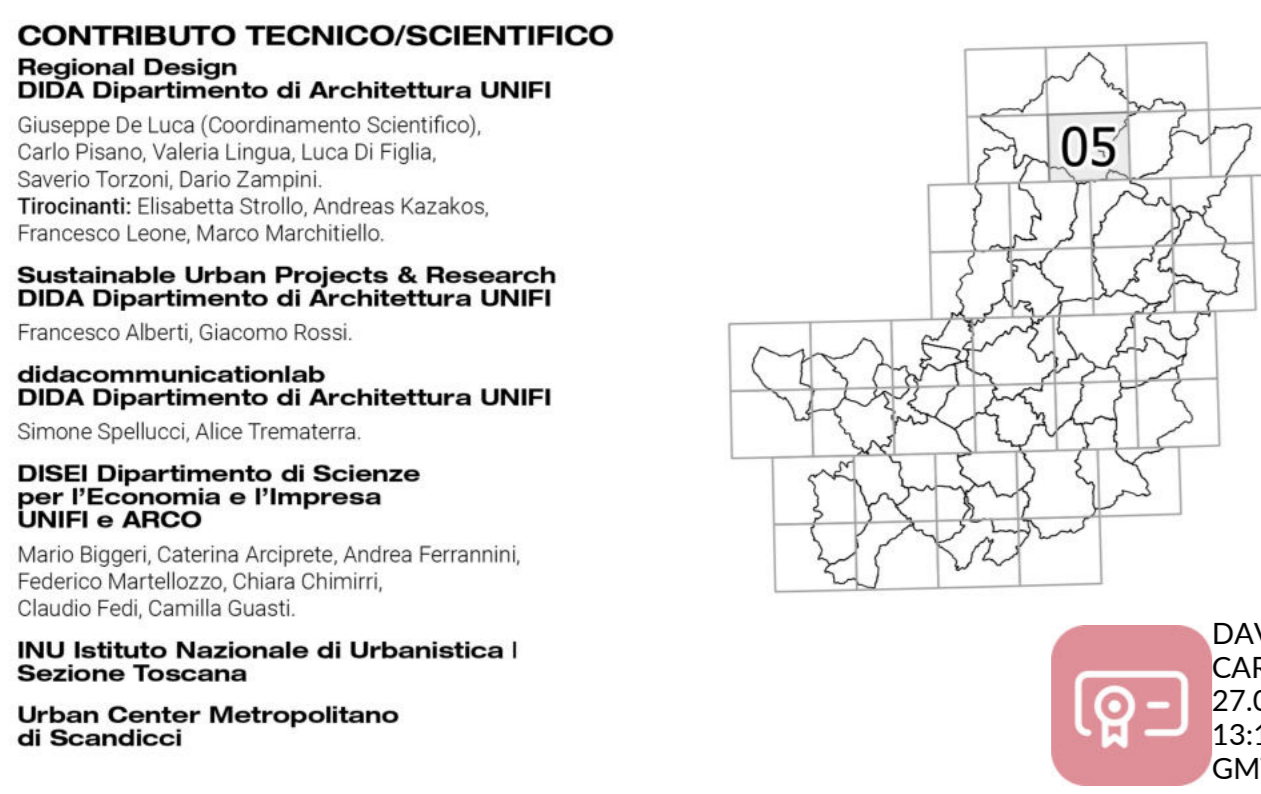 CONTRIBUTO TECNICO/SCIENTIFICO
Regional Design
DIDA Dipartimento di Architettura UNIFI
Giuseppe De Luca (Coordinamento Scientifico),
Carlo Pisano, Valeria Lingua, Luca Di Figlia,
Saverio Torzoni, Dario Zampini.
Tirocinanti: Elisabetta Strollo, Andreas Kazakos,
Francesco Leone, Marco Marchitiello.
Sustainable Urban Projects & Research
DIDA Dipartimento di Architettura UNIFI
Francesco Alberti, Giacomo Rossi.
didacommunicationlab
DIDA Dipartimento di Architettura UNIFI
Simone Spellucci, Alice Trematerra.
DISEI Dipartimento di Scienze
per l'Economia e l'Impresa
UNIFI e ARCO
Mario Biggeri, Caterina Arciprete, Andrea Ferrannini,
Federico Martellozzo, Chiara Chimirri,
Claudio Fedi, Camilla Guasti.
INU Istituto Nazionale di Urbanistica |
Sezione Toscana
Urban Center Metropolitano
di Scandicci
05